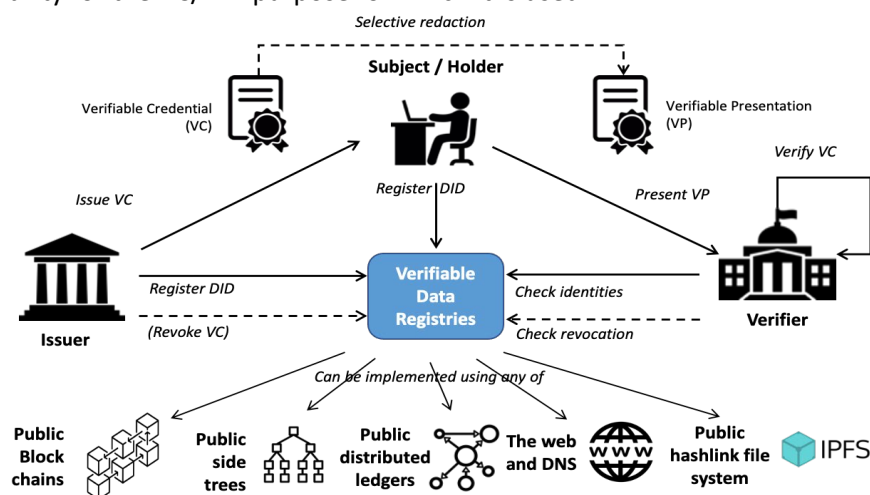 Selective redaction
Subject / Holder
Verifiable Credential
(VC)
Verifiable Presentation
(VP)
Verify VC
Issue VC
Register DID
Present VP
Verifiable
Data
Registries
Register DID
Check identities
Issuer
(Revoke VC)
Check revocation
Verifier
Can be implemented using any of
Public
Block
chains
Public
side
trees
Public
distributed
ledgers
The web
and DNS
WWW
Public
hashlink file
system
IPFS